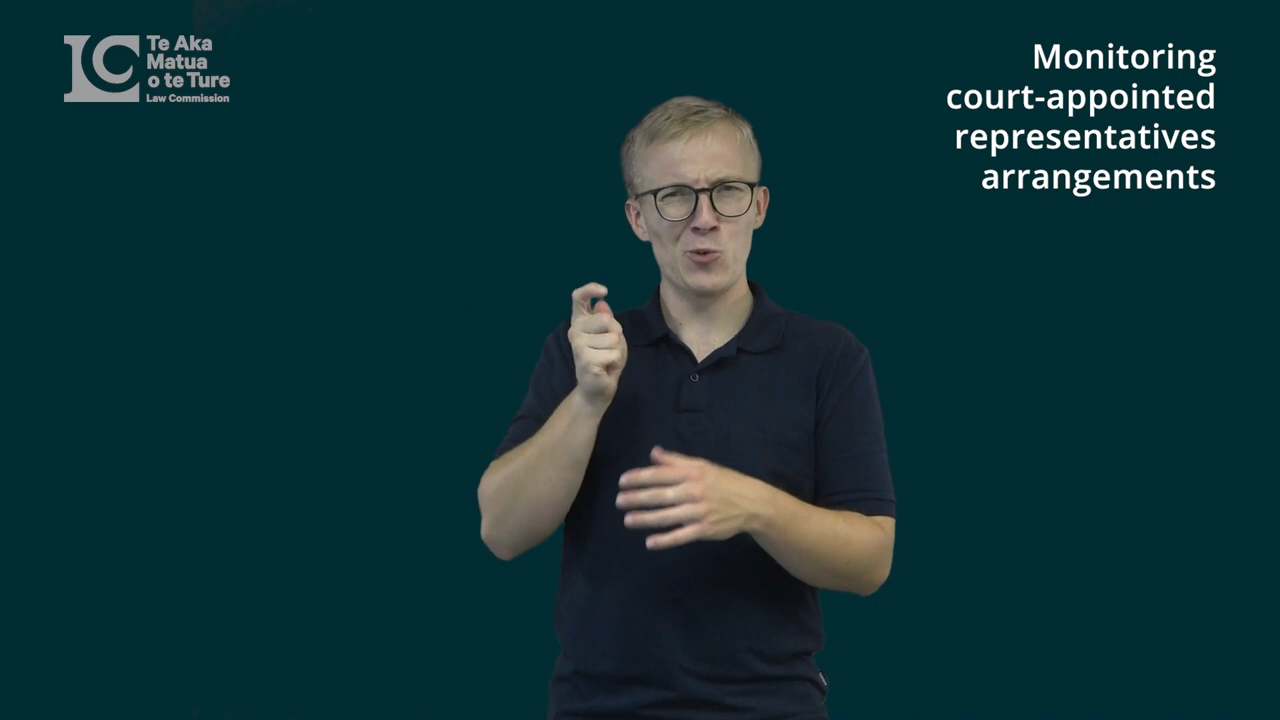 Te Aka
Matua
o te Ture
Law Commission
Monitoring
court-appointed
representatives
arrangements